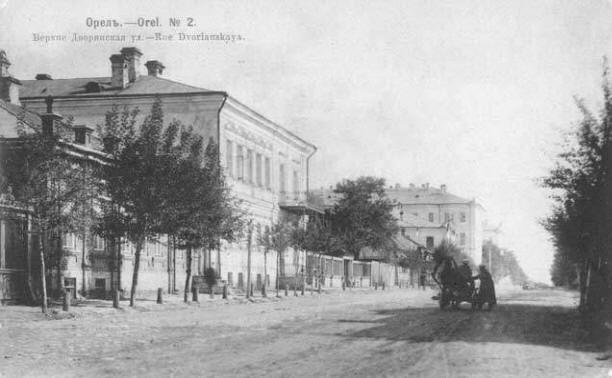 Орелъ.—Orel. № 2.
Верхне Дворянская ул.—Rue Dvorianskaya.